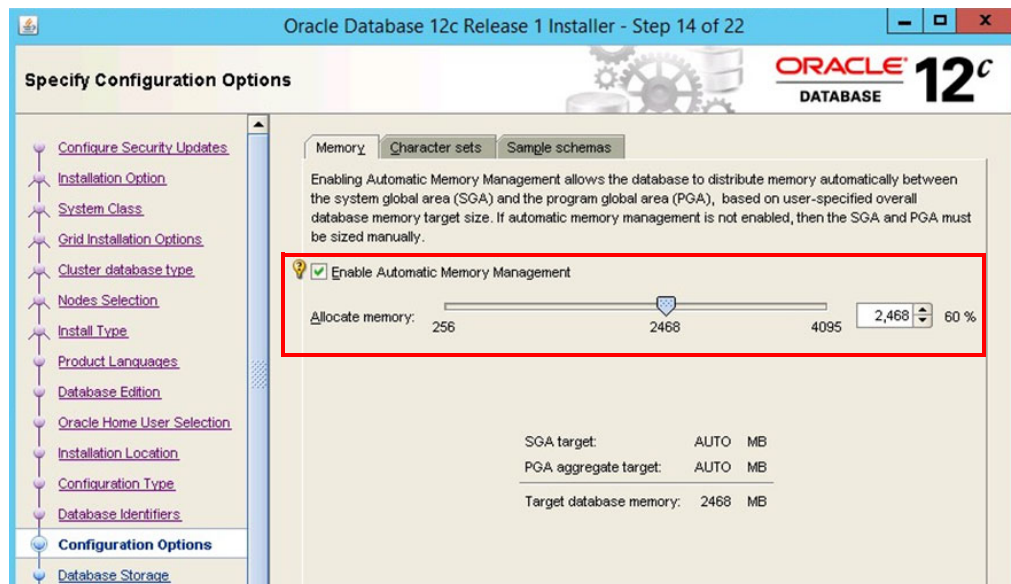 Oracle Database 12c Release 1 Installer - Step 14 of 22
Specify Configuration Options
ORACLE
DATABASE
12c
Configure Security Updates
Installation Option
System Class
Grid Installation Options
Cluster database type
Nodes Selection
Install Type
Product Languages
Database Edition
Oracle Home User Selection
Installation Location
Configuration Type
Database Identifiers
Configuration Options
Database Storage
Memory
Character sets
Sample schemas
Enabling Automatic Memory Management allows the database to distribute memory automatically between
the system global area (SGA) and the program global area (PGA), based on user-specified overall
database memory target size. If automatic memory management is not enabled, then the SGA and PGA must
be sized manually.
Enable Automatic Memory Management
Allocate memory:
256
2468
4095
2,468
60 %
SGA target: AUTO MB
PGA aggregate target: AUTO MB
Target database memory: 2468 MB